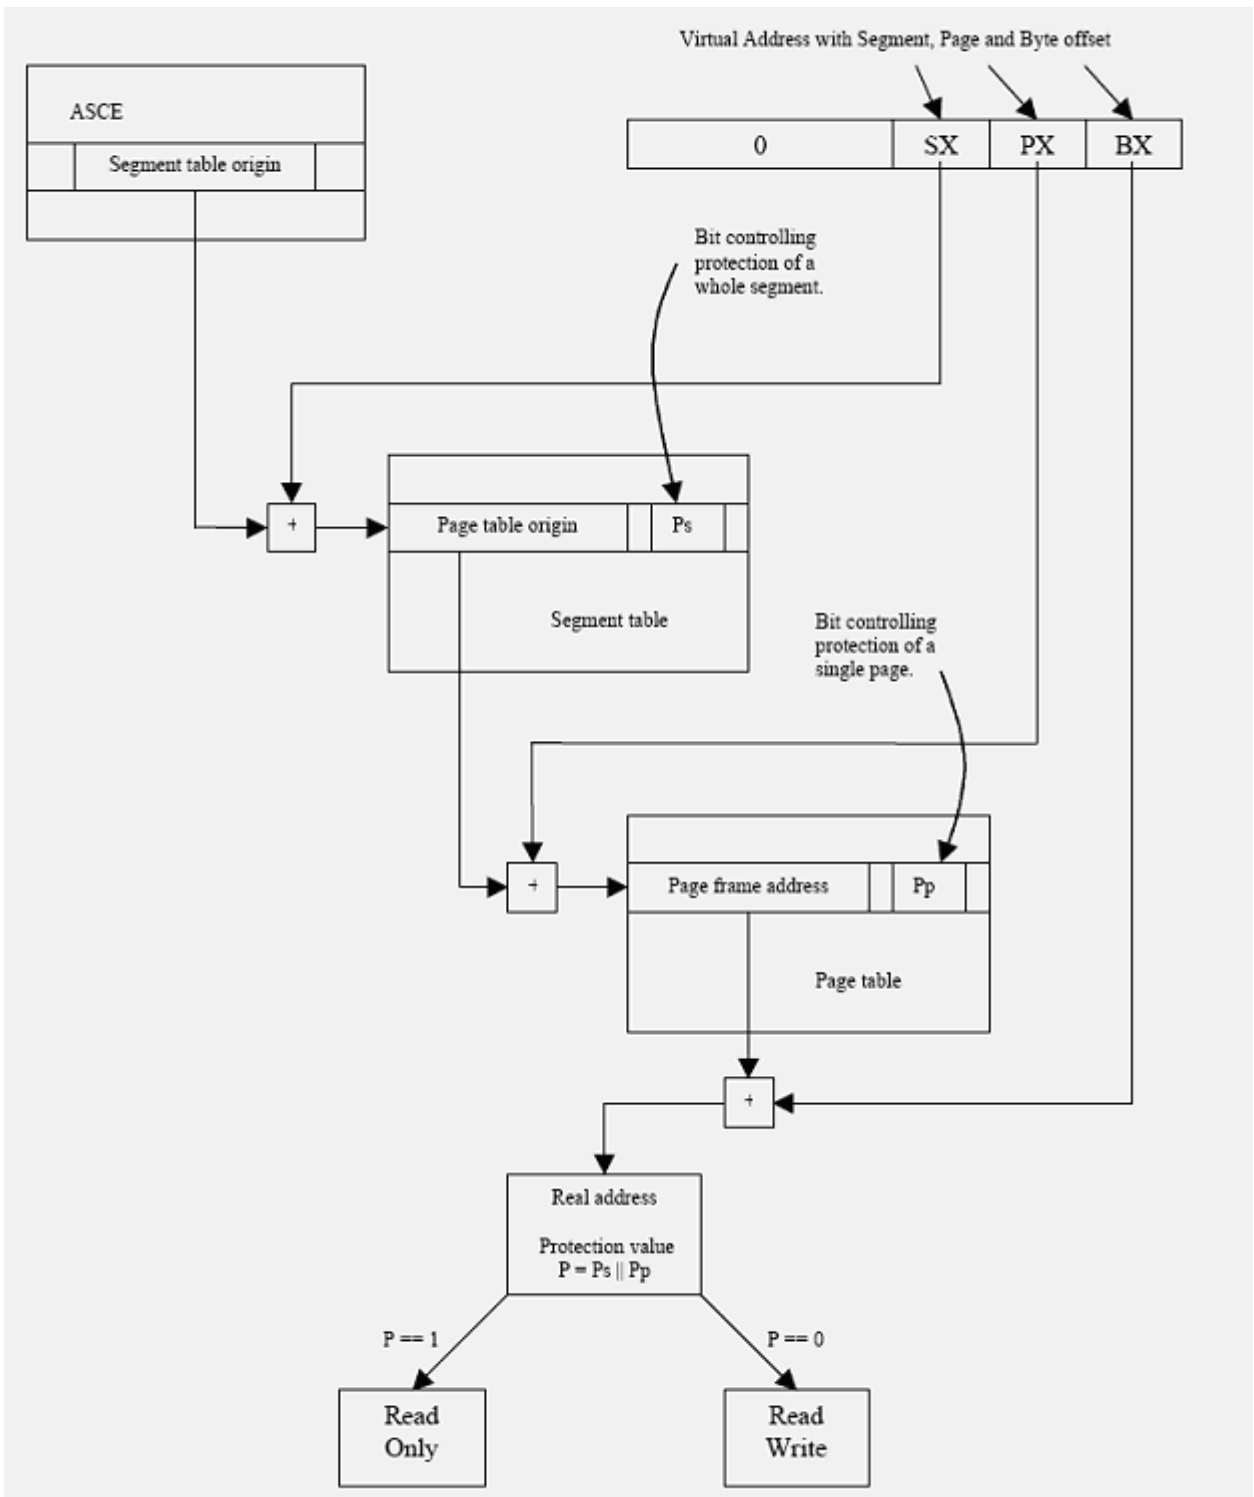 Virtual Address with Segment, Page and Byte offset
ASCE
Segment table origin
0 SX PX BX
Bit controlling
protection of a
whole segment.
+
Page table origin Ps
Segment table
Bit controlling
protection of a
single page.
+
Page frame address Pp
Page table
+
Real address
Protection value
P = Ps || Pp
P == 1
P == 0
Read
Only
Read
Write